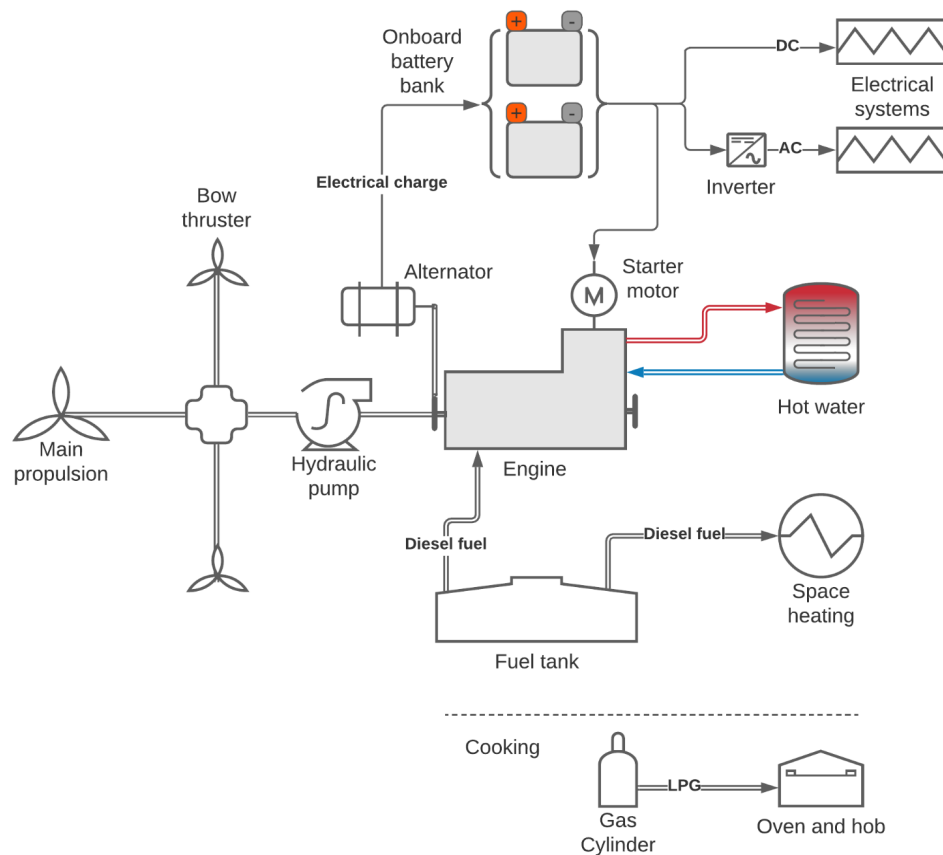 Onboard
battery
bank
+
-
+
-
DC
Electrical
systems
AC
Inverter
Electrical charge
Bow
thruster
Alternator
Starter
motor
M
Hot water
Main
propulsion
Hydraulic
pump
Engine
Diesel fuel
Diesel fuel
Space
heating
Fuel tank
Cooking
LPG
Gas
Cylinder
Oven and hob